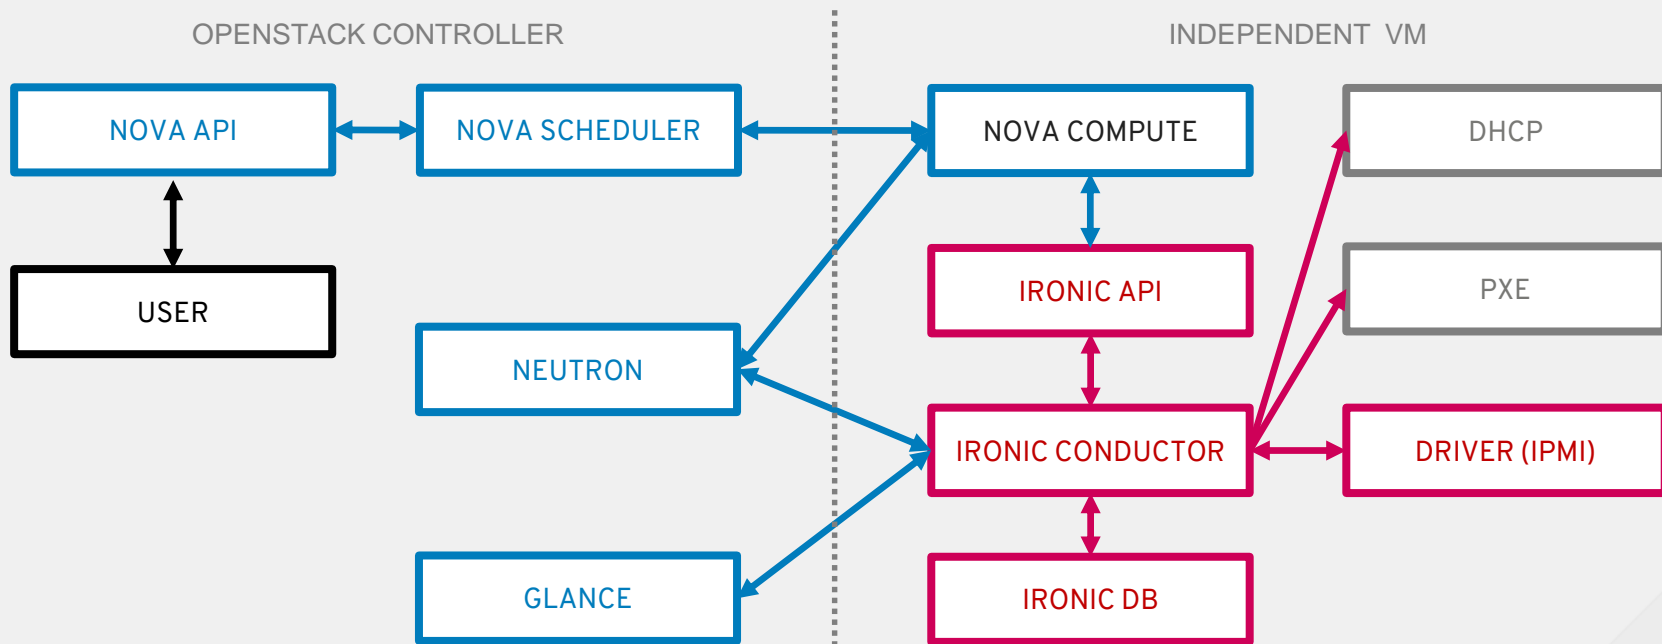 OPENSTACK CONTROLLER
INDEPENDENT VM
NOVA API
NOVA SCHEDULER
NOVA COMPUTE
DHCP
USER
IRONIC API
PXE
NEUTRON
IRONIC CONDUCTOR
DRIVER (IPMI)
GLANCE
IRONIC DB